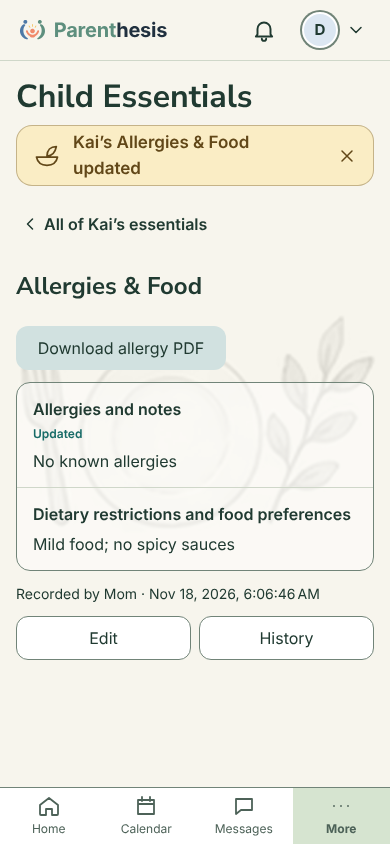 Parenthesis
D
Child Essentials
Kai’s Allergies & Food
updated
All of Kai’s essentials
Allergies & Food
Download allergy PDF
Allergies and notes
Updated
No known allergies
Dietary restrictions and food preferences
Mild food; no spicy sauces
Recorded by Mom · Nov 18, 2026, 6:06:46 AM
Edit
History
Home
Calendar
Messages
More